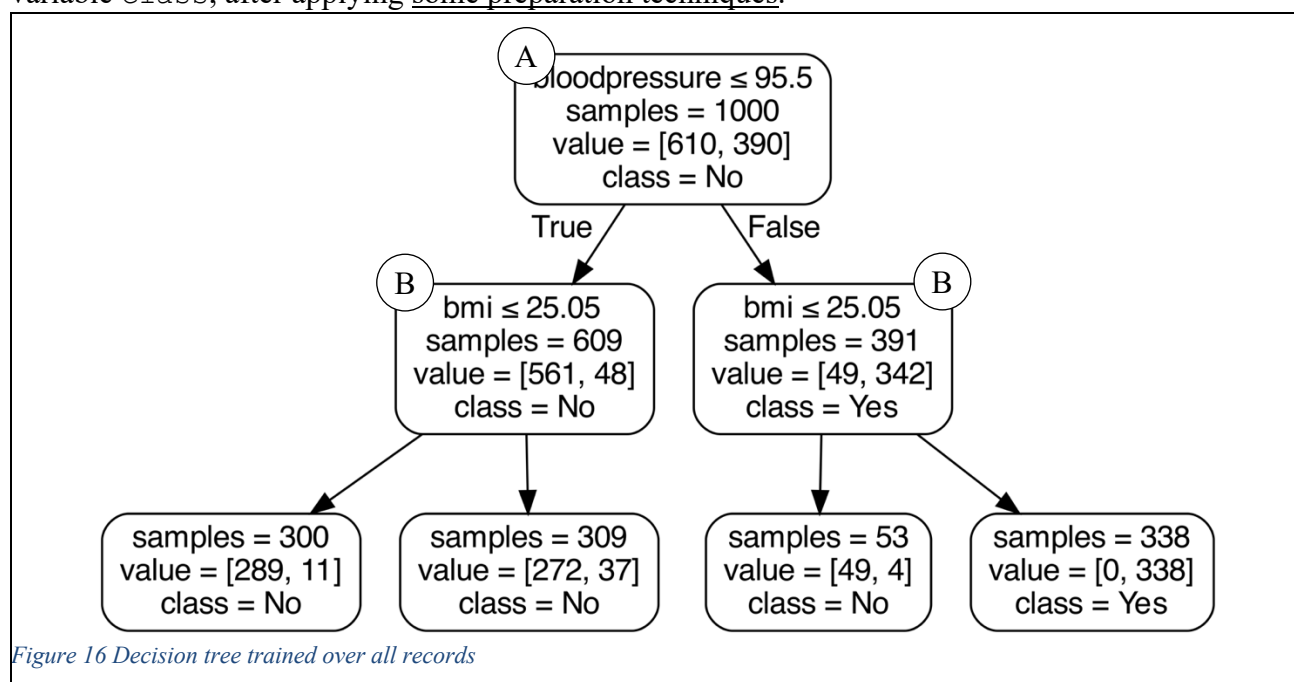 variable Class, after applying some preparation techniques.
A
bloodpressure ≤ 95.5
samples = 1000
value = [610, 390]
class = No
True
False
B
bmi ≤ 25.05
samples = 609
value = [561, 48]
class = No
B
bmi ≤ 25.05
samples = 391
value = [49, 342]
class = Yes
samples = 300
value = [289, 11]
class = No
samples = 309
value = [272, 37]
class = No
samples = 53
value = [49, 4]
class = No
samples = 338
value = [0, 338]
class = Yes
Figure 16 Decision tree trained over all records